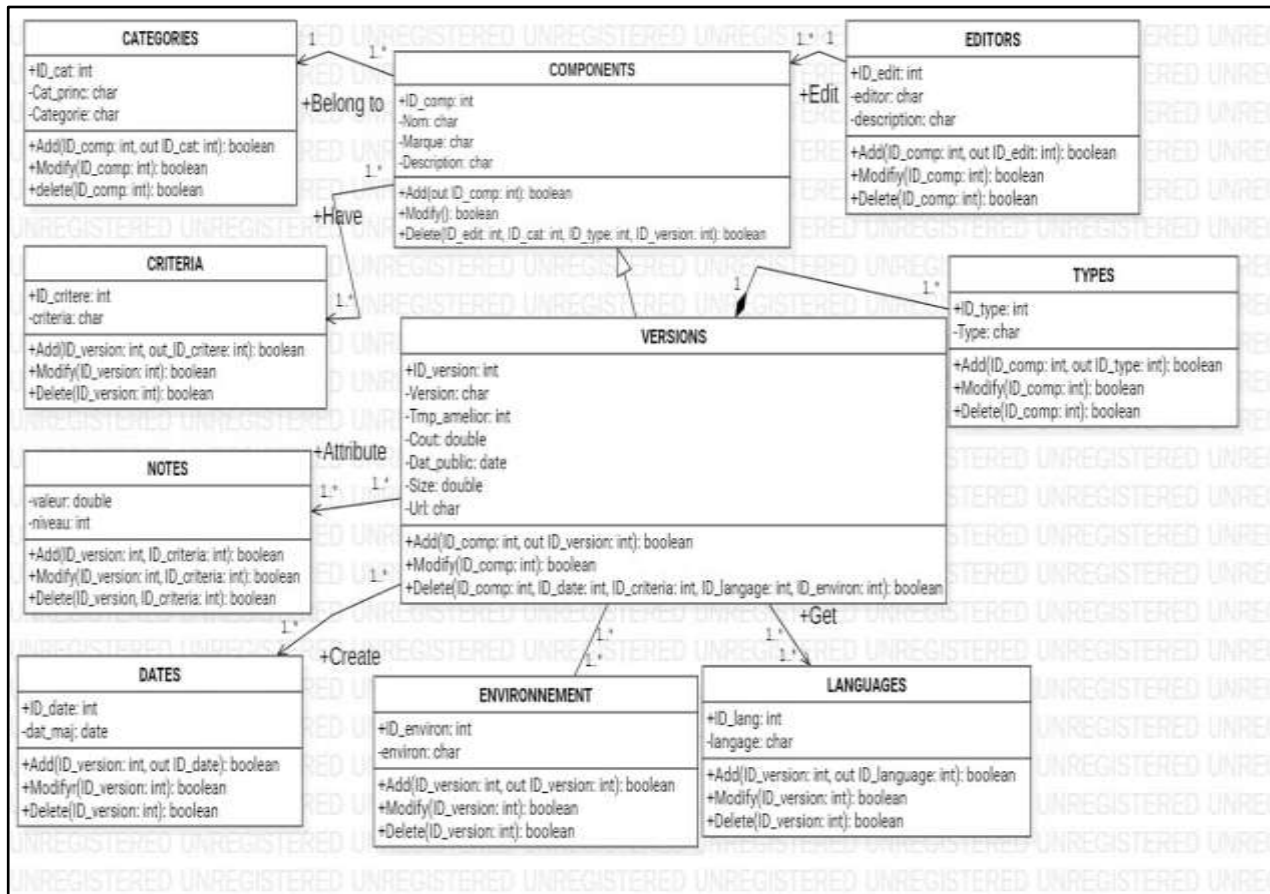 CATEGORIES
+ID_cat: int
-Cat_princ: char
-Categorie: char
+Add(ID_comp: int, out ID_cat: int): boolean
+Modify(ID_comp: int): boolean
+delete(ID_comp: int): boolean
1
1..*
+Belong to
COMPONENTS
+ID_comp: int
-Nom: char
-Marque: char
-Description: char
+Add(out ID_comp: int): boolean
+Modify(): boolean
+Delete(ID_edit: int, ID_cat: int, ID_type: int, ID_version: int): boolean
1..*
1
+Edit
EDITORS
+ID_edit: int
-editor: char
-description: char
+Add(ID_comp: int, out ID_edit: int): boolean
+Modifiy(ID_comp: int): boolean
+Delete(ID_comp: int): boolean
1..*
+Have
1..*
CRITERIA
+ID_critere: int
-criteria: char
+Add(ID_version: int, out_ID_critere: int): boolean
+Modify(ID_version: int): boolean
+Delete(ID_version: int): boolean
1
1..*
TYPES
+ID_type: int
-Type: char
+Add(ID_comp: int, out ID_type: int): boolean
+Modify(ID_comp: int): boolean
+Delete(ID_comp: int): boolean
VERSIONS
+ID_version: int
-Version: char
-Tmp_amelior: int
-Cout: double
-Dat_public: date
-Size: double
-Url: char
+Add(ID_comp: int, out ID_version: int): boolean
+Modify(ID_comp: int): boolean
+Delete(ID_comp: int, ID_date: int, ID_criteria: int, ID_langage: int, ID_environ: int): boolean
+Attribute
1..*
1..*
NOTES
-valeur: double
-niveau: int
+Add(ID_version: int, ID_criteria: int): boolean
+Modify(ID_version: int, ID_criteria: int): boolean
+Delete(ID_version, ID_criteria: int): boolean
1..*
1..*
+Create
DATES
+ID_date: int
-dat_maj: date
+Add(ID_version: int, out ID_date): boolean
+Modifyr(ID_version: int): boolean
+Delete(ID_version: int): boolean
1..*
1..*
ENVIRONNEMENT
+ID_environ: int
-environ: char
+Add(ID_version: int, out ID_version: int): boolean
+Modify(ID_version: int): boolean
+Delete(ID_version: int): boolean
+Get
1..*
1..*
LANGUAGES
+ID_lang: int
-langage: char
+Add(ID_version: int, out ID_language: int): boolean
+Modify(ID_version: int): boolean
+Delete(ID_version: int): boolean